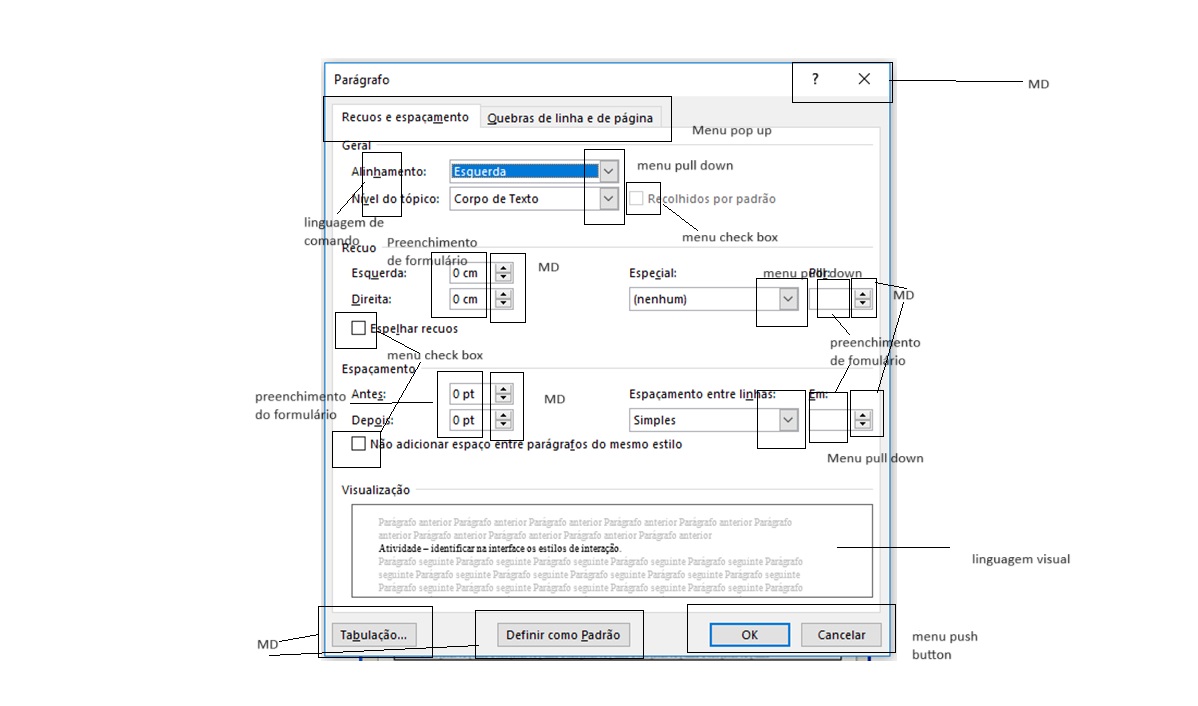 Parágrafo
? ×
MD
Recuos e espaçamento
Quebras de linha e de página
Menu pop up
Geral
menu pull down
Alinhamento: Esquerda
Nível do tópico: Corpo de Texto
Recolhidos por padrão
linguagem de
comando
menu check box
Recuo
Preenchimento
de formulário
MD
Esquerda: 0 cm
Especial:
menu pull down
Por:
Direita: 0 cm
(nenhum)
MD
Espelhar recuos
preenchimento
de fomulário
menu check box
Espaçamento
preenchimento
do formulário
Antes: 0 pt
MD
Espaçamento entre linhas:
Em:
Depois: 0 pt
Simples
Não adicionar espaço entre parágrafos do mesmo estilo
Menu pull down
Visualização
Parágrafo anterior Parágrafo anterior Parágrafo anterior Parágrafo anterior Parágrafo anterior Parágrafo
anterior Parágrafo anterior Parágrafo anterior Parágrafo anterior Parágrafo anterior
Atividade – identificar na interface os estilos de interação.
Parágrafo seguinte Parágrafo seguinte Parágrafo seguinte Parágrafo seguinte Parágrafo seguinte Parágrafo
seguinte Parágrafo seguinte Parágrafo seguinte Parágrafo seguinte Parágrafo seguinte Parágrafo seguinte
Parágrafo seguinte Parágrafo seguinte Parágrafo seguinte Parágrafo seguinte Parágrafo seguinte Parágrafo
linguagem visual
MD
Tabulação...
Definir como Padrão
OK
Cancelar
menu push
button